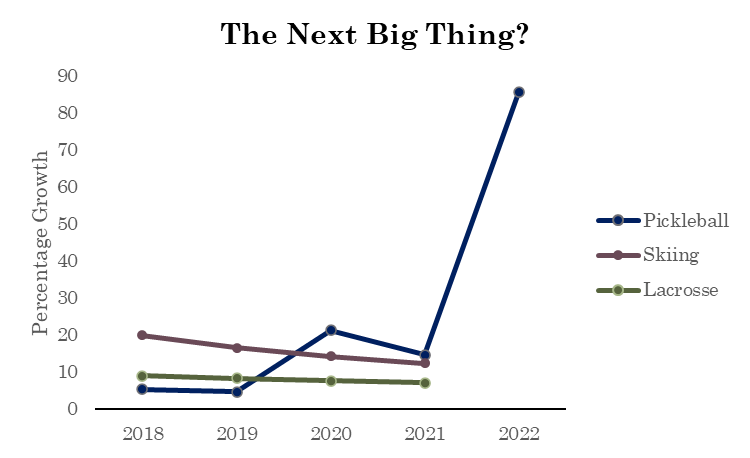 The Next Big Thing?
Percentage Growth
90
80
70
60
50
40
30
20
10
0
2018 2019 2020 2021 2022
Pickleball
Skiing
Lacrosse